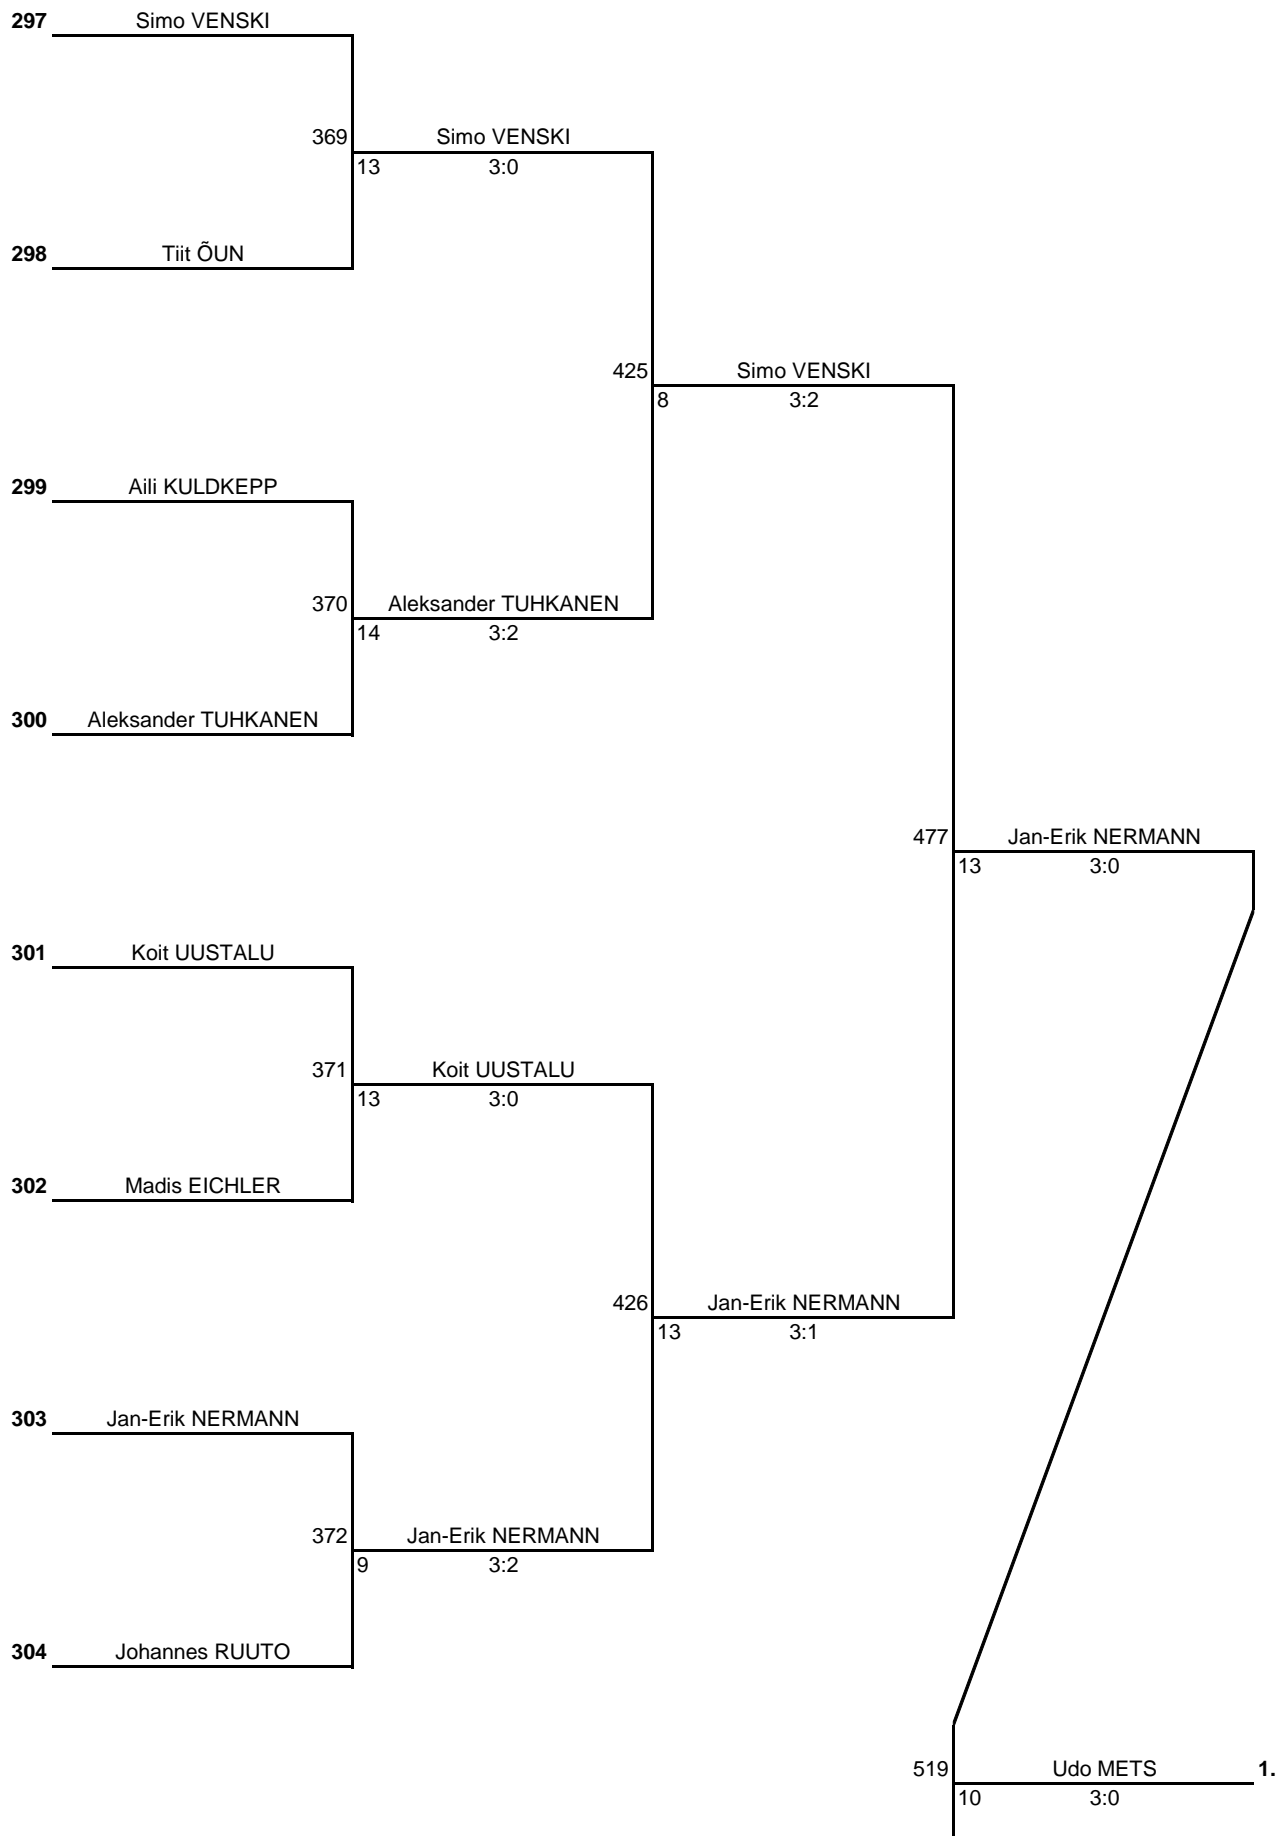 297 Simo VENSKI
369 Simo VENSKI
13 3:0
298 Tiit ÕUN
425 Simo VENSKI
8 3:2
299 Aili KULDKEPP
370 Aleksander TUHKANEN
14 3:2
300 Aleksander TUHKANEN
477 Jan-Erik NERMANN
13 3:0
301 Koit UUSTALU
371 Koit UUSTALU
13 3:0
302 Madis EICHLER
426 Jan-Erik NERMANN
13 3:1
303 Jan-Erik NERMANN
372 Jan-Erik NERMANN
9 3:2
304 Johannes RUUTO
519 Udo METS 1.
10 3:0